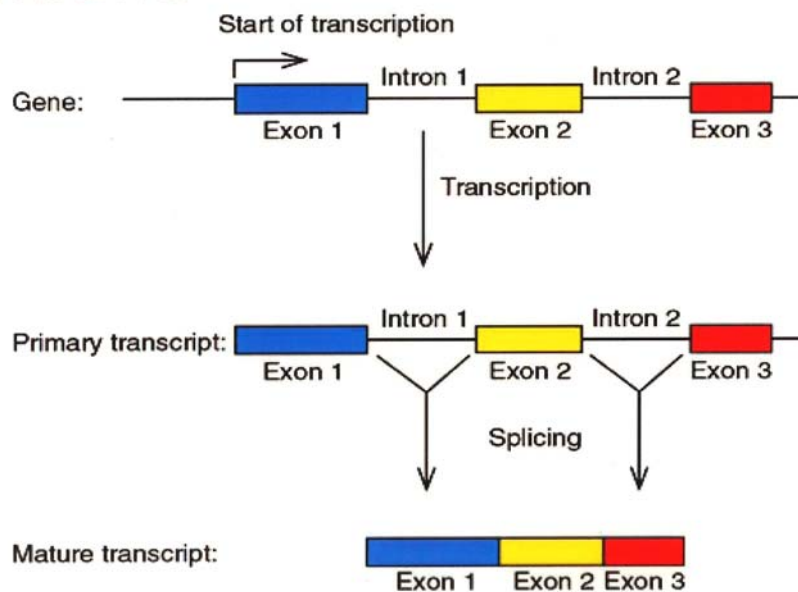 Start of transcription
Gene:
Intron 1
Intron 2
Exon 1
Exon 2
Exon 3
Transcription
Primary transcript:
Intron 1
Intron 2
Exon 1
Exon 2
Exon 3
Splicing
Mature transcript:
Exon 1
Exon 2
Exon 3